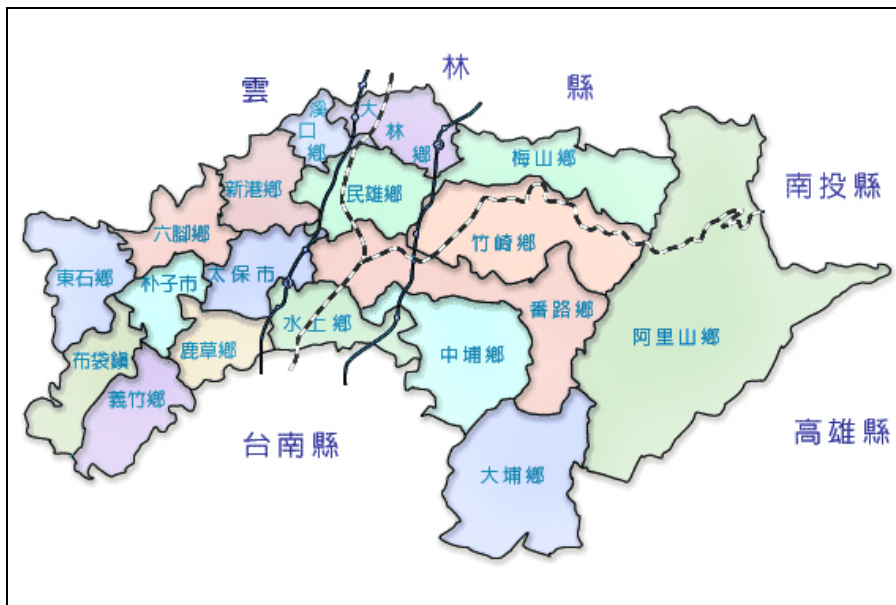 雲林縣
溪口鄉
大林鄉
梅山鄉
南投縣
新港鄉
民雄鄉
六腳鄉
竹崎鄉
東石鄉
朴子市
太保市
番路鄉
水上鄉
阿里山鄉
布袋鎮
鹿草鄉
中埔鄉
義竹鄉
台南縣
高雄縣
大埔鄉